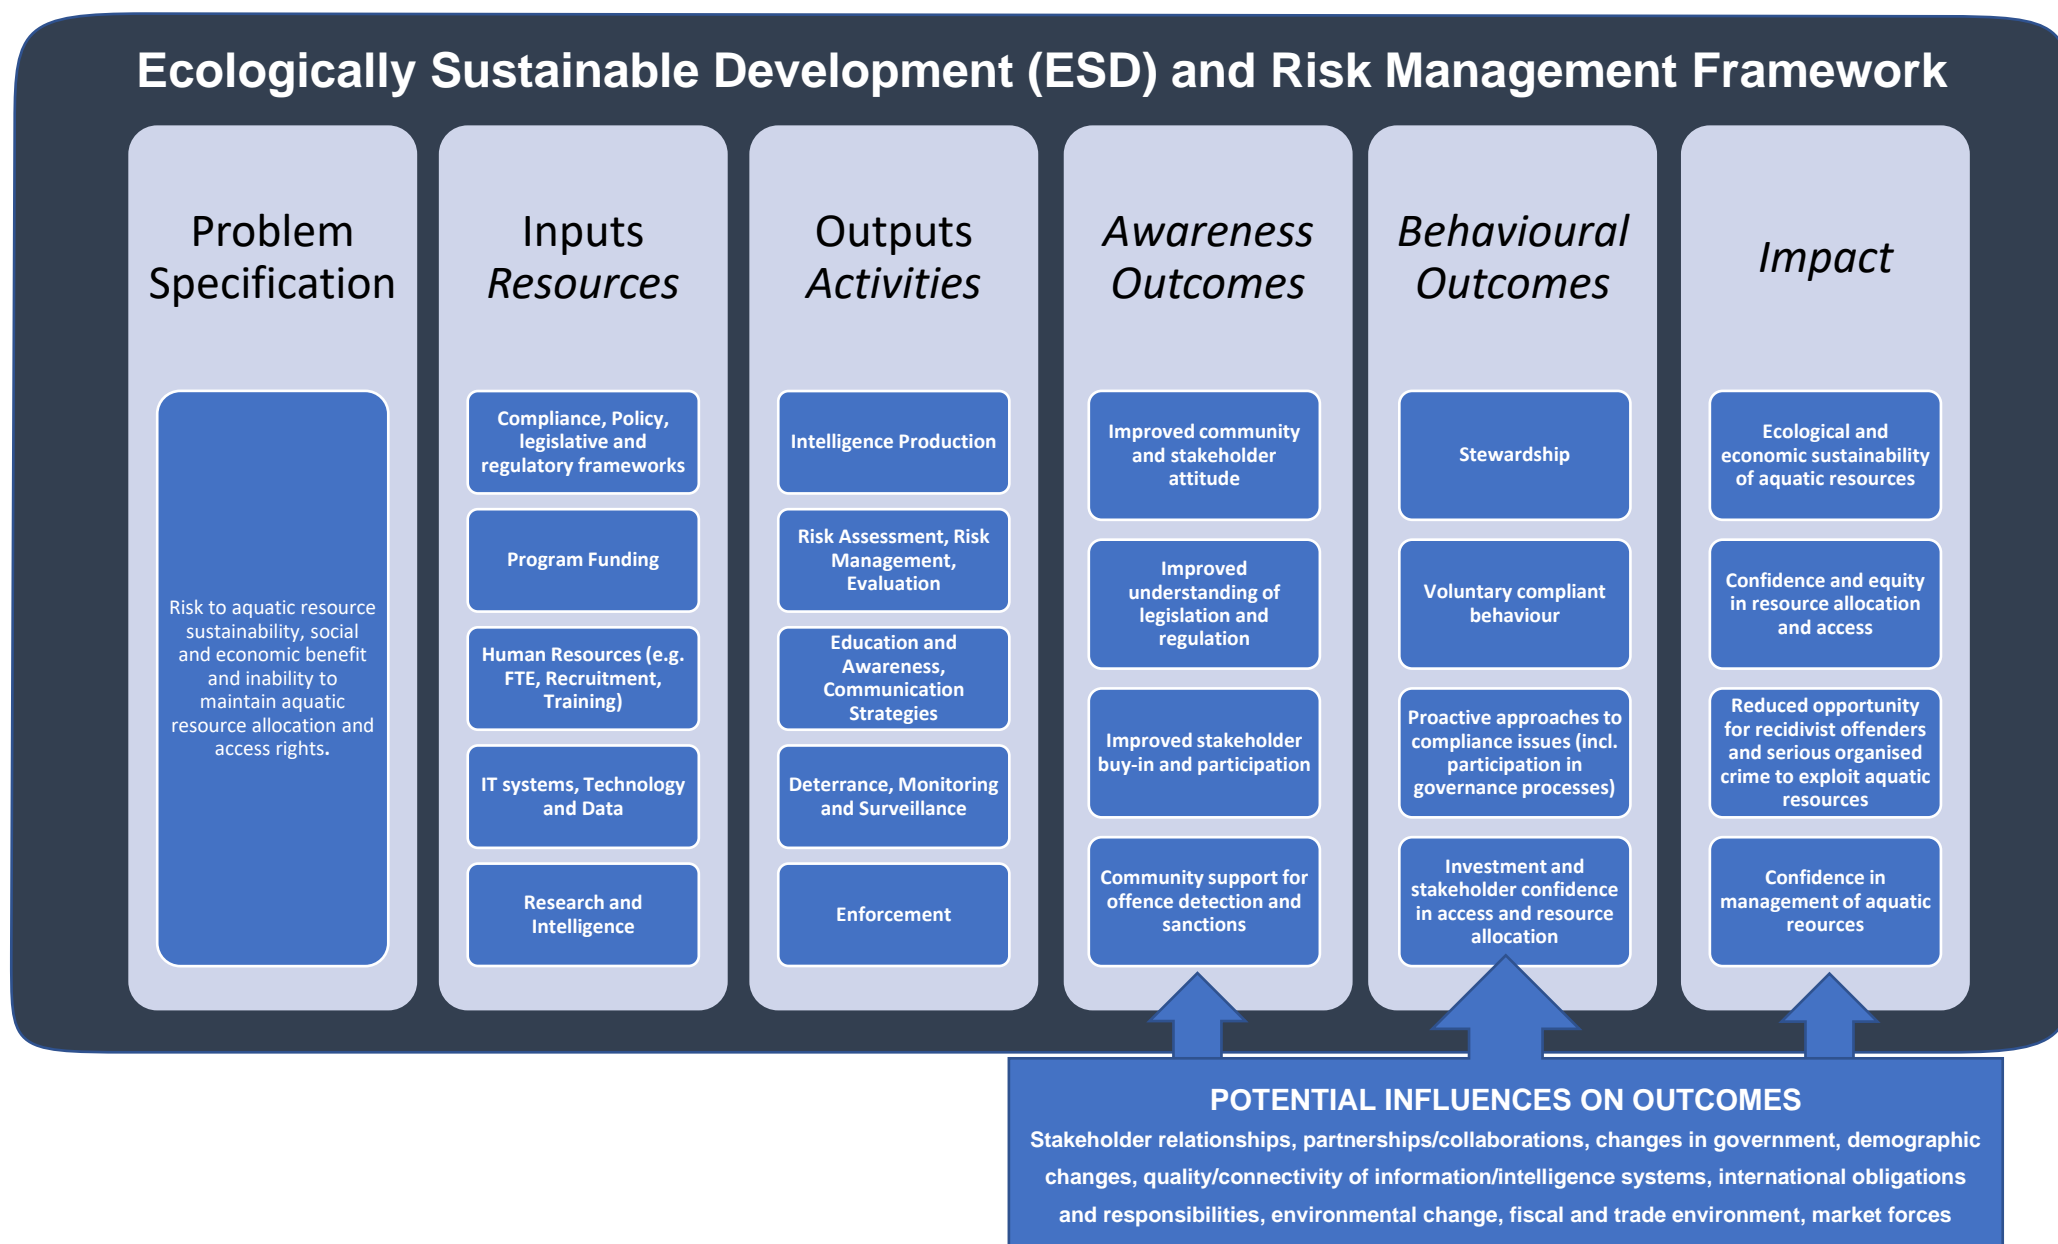 Ecologically Sustainable Development (ESD) and Risk Management Framework
Problem
Specification
Risk to aquatic resource
sustainability, social
and economic benefit
and inability to
maintain aquatic
resource allocation and
access rights.
Inputs
Resources
Compliance, Policy,
legislative and
regulatory frameworks
Program Funding
Human Resources (e.g.
FTE, Recruitment,
Training)
IT systems, Technology
and Data
Research and
Intelligence
Outputs
Activities
Intelligence Production
Risk Assessment, Risk
Management,
Evaluation
Education and
Awareness,
Communication
Strategies
Deterrance, Monitoring
and Surveillance
Enforcement
Awareness
Outcomes
Improved community
and stakeholder
attitude
Improved
understanding of
legislation and
regulation
Improved stakeholder
buy-in and participation
Community support for
offence detection and
sanctions
Behavioural
Outcomes
Stewardship
Voluntary compliant
behaviour
Proactive approaches to
compliance issues (incl.
participation in
governance processes)
Investment and
stakeholder confidence
in access and resource
allocation
Impact
Ecological and
economic sustainability
of aquatic resources
Confidence and equity
in resource allocation
and access
Reduced opportunity
for recidivist offenders
and serious organised
crime to exploit aquatic
resources
Confidence in
management of aquatic
reources
POTENTIAL INFLUENCES ON OUTCOMES
Stakeholder relationships, partnerships/collaborations, changes in government, demographic
changes, quality/connectivity of information/intelligence systems, international obligations
and responsibilities, environmental change, fiscal and trade environment, market forces